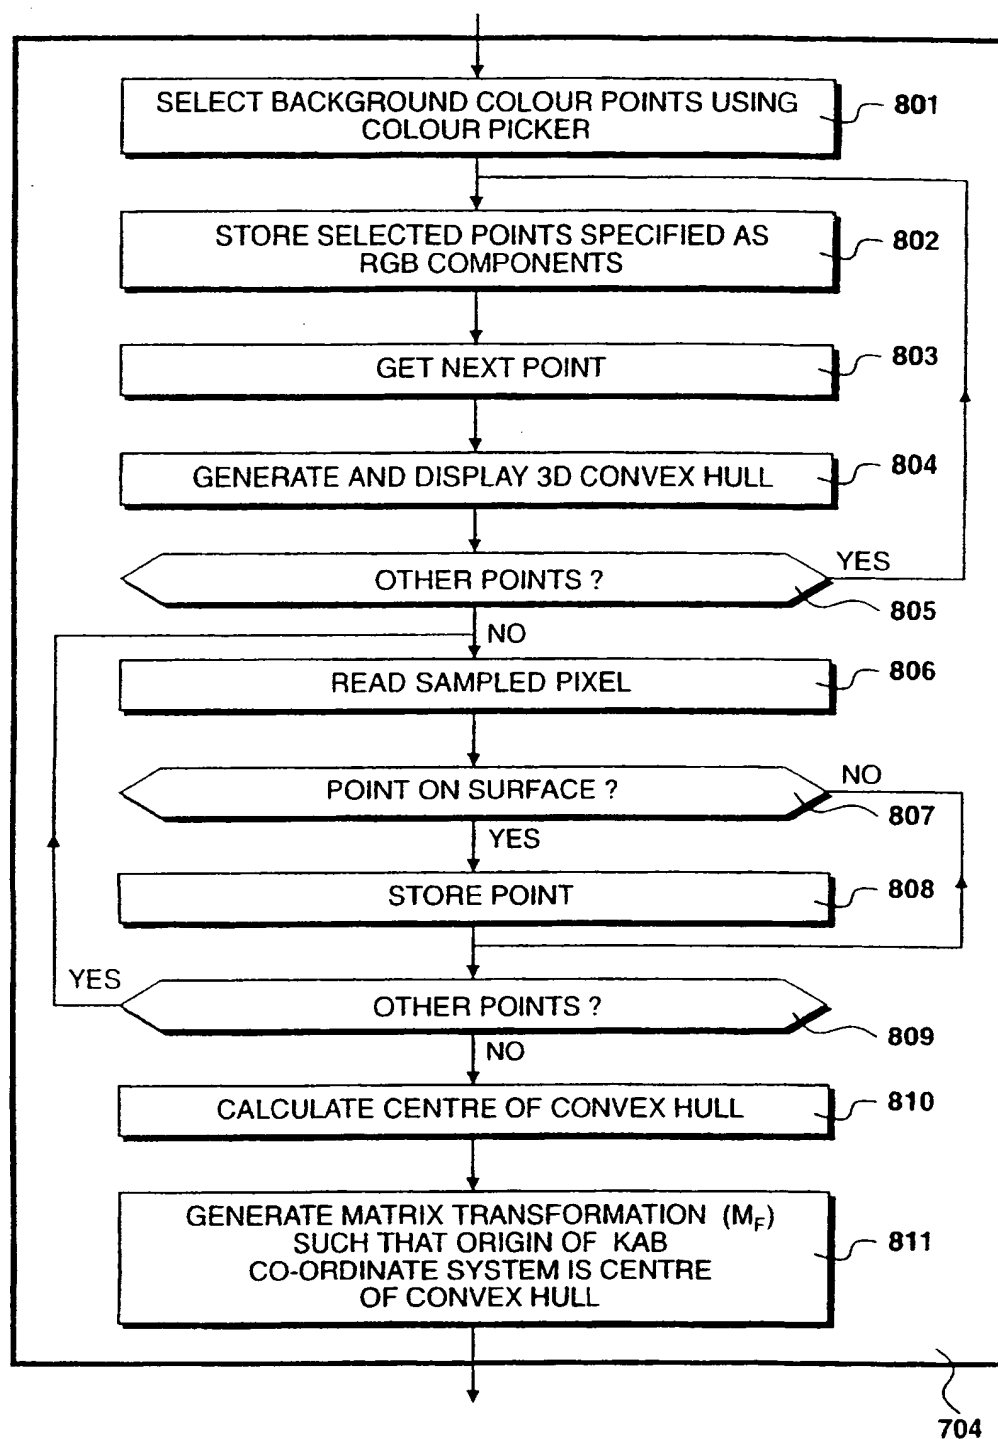 SELECT BACKGROUND COLOUR POINTS USING
COLOUR PICKER
801
STORE SELECTED POINTS SPECIFIED AS
RGB COMPONENTS
802
GET NEXT POINT
803
GENERATE AND DISPLAY 3D CONVEX HULL
804
OTHER POINTS ?
YES
805
NO
READ SAMPLED PIXEL
806
POINT ON SURFACE ?
NO
807
YES
STORE POINT
808
YES
OTHER POINTS ?
809
NO
CALCULATE CENTRE OF CONVEX HULL
810
GENERATE MATRIX TRANSFORMATION (MF)
SUCH THAT ORIGIN OF KAB
CO-ORDINATE SYSTEM IS CENTRE
OF CONVEX HULL
811
704